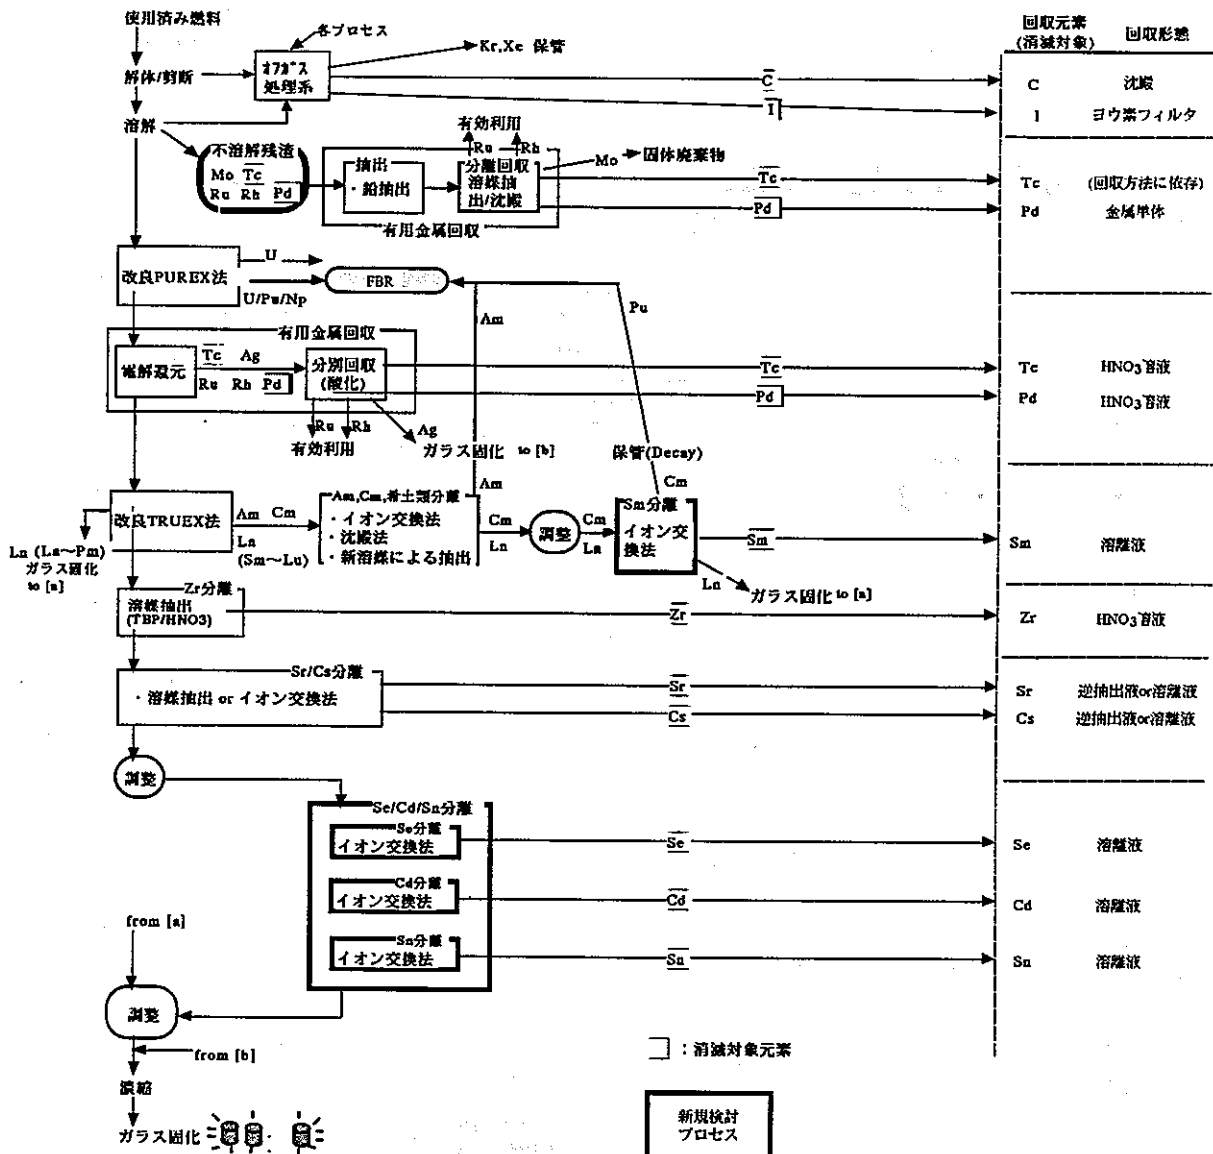 使用済み燃料
各プロセス
Kr,Xe 保管
回収元素
(消滅対象)
回収形態
解体/剪断
オフガス
処理系
C
C
沈殿
溶解
I
I
ヨウ素フィルタ
有効利用
不溶解残渣
Mo Tc
Ru Rh Pd
抽出
・鉛抽出
Ru Rh
分離回収
溶媒抽
出/沈殿
Mo
固体廃棄物
Tc
Tc
(回収方法に依存)
Pd
Pd
金属単体
有用金属回収
改良PUREX法
U
U/Pu/Np
FBR
Am
Pu
有用金属回収
電解還元
Tc Ag
Ru Rh Pd
分別回収
(酸化)
Tc
Tc
HNO3溶液
Pd
Pd
HNO3溶液
Ru Rh
Ag
有効利用
ガラス固化 to [b]
保管(Decay)
Am
Cm
改良TRUEX法
Am Cm
Ln
(Sm〜Lu)
Am,Cm,希土類分離
・イオン交換法
・沈殿法
・新溶媒による抽出
Cm
Ln
調整
Cm
Ln
Sm分離
イオン交
換法
Sm
Sm
溶離液
Ln (La〜Pm)
ガラス固化
to [a]
Ln
ガラス固化 to [a]
Zr分離
溶媒抽出
(TBP/HNO3)
Zr
Zr
HNO3溶液
Sr/Cs分離
・溶媒抽出 or イオン交換法
Sr
Sr
逆抽出液or溶離液
Cs
Cs
逆抽出液or溶離液
調整
Se/Cd/Sn分離
Se分離
イオン交換法
Se
Se
溶離液
Cd分離
イオン交換法
Cd
Cd
溶離液
Sn分離
イオン交換法
Sn
Sn
溶離液
from [a]
調整
from [b]
濃縮
ガラス固化
：消滅対象元素
新規検討
プロセス